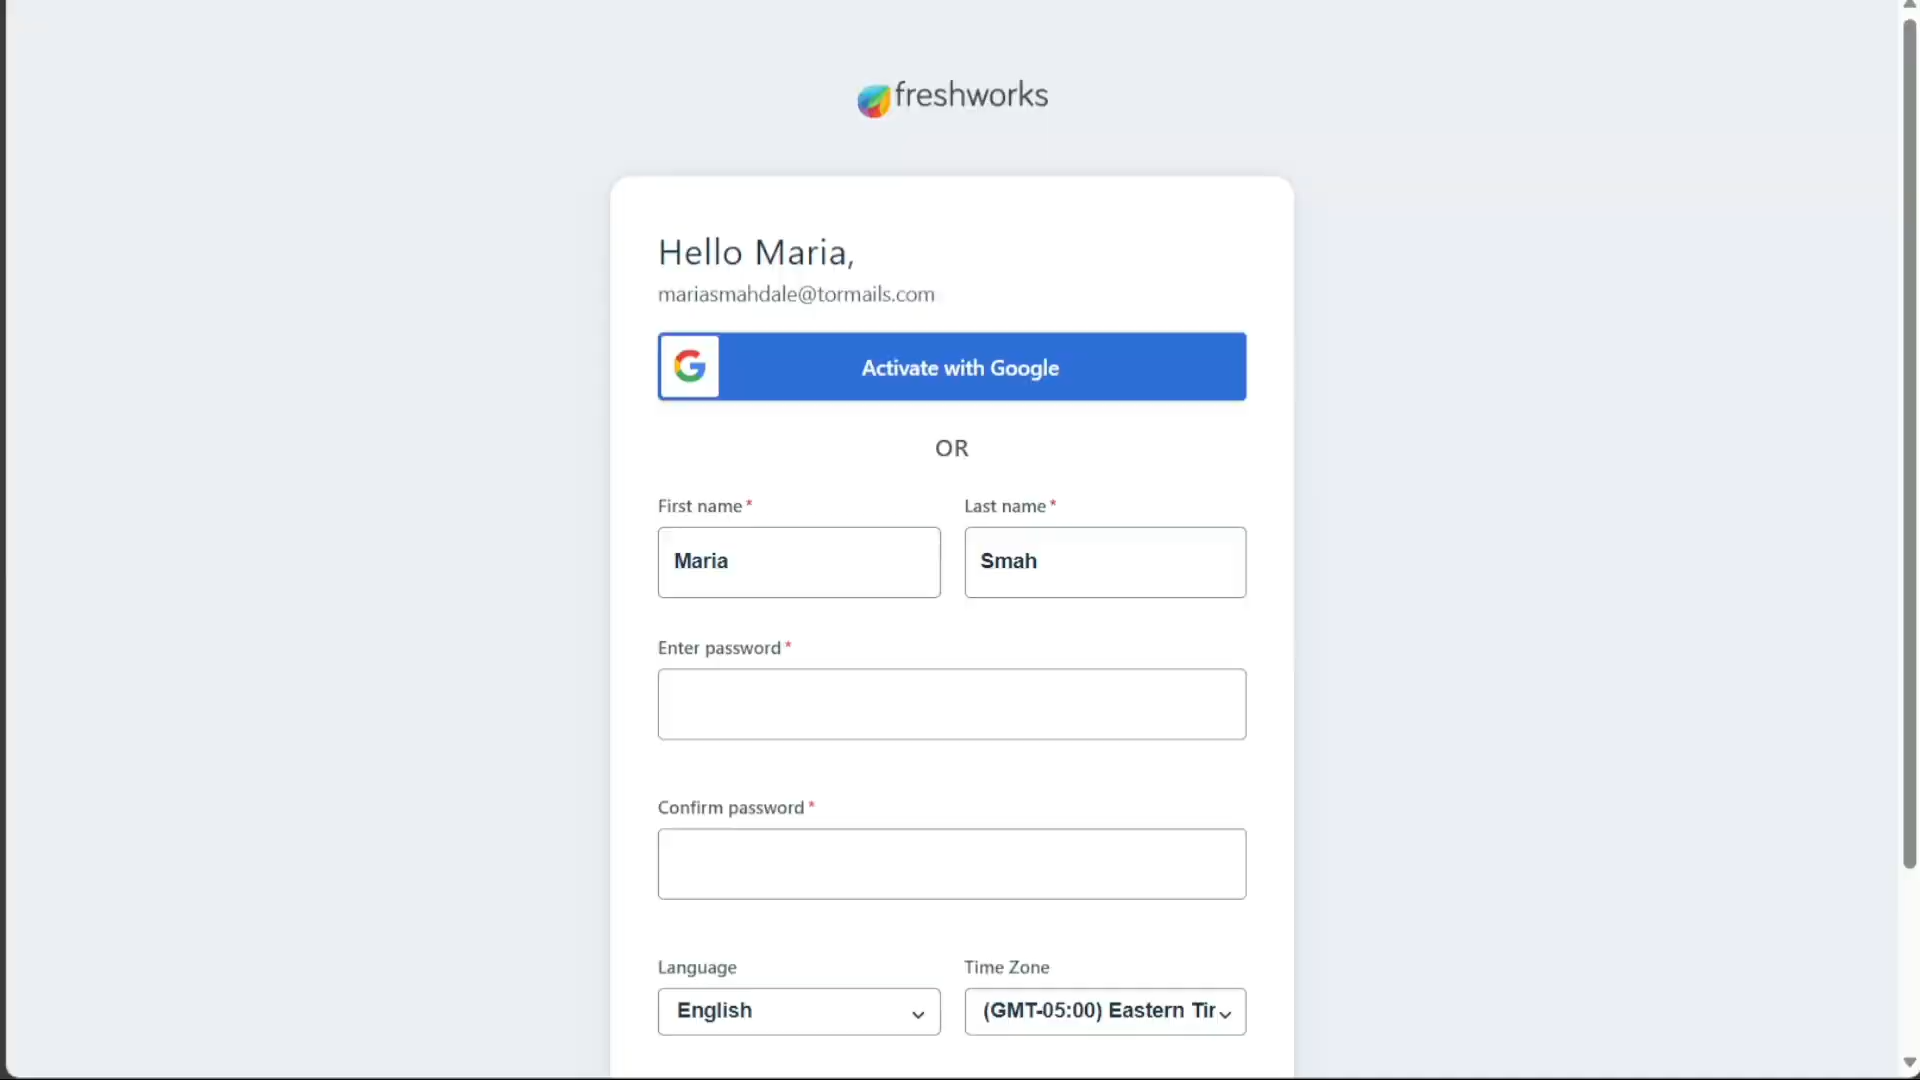 freshworks
Hello Maria,
mariasmahdale@tormails.com
Activate with Google
OR
First name* Last name*
Maria Smah
Enter password*
Confirm password*
Language Time Zone
English (GMT-05:00) Eastern Tir